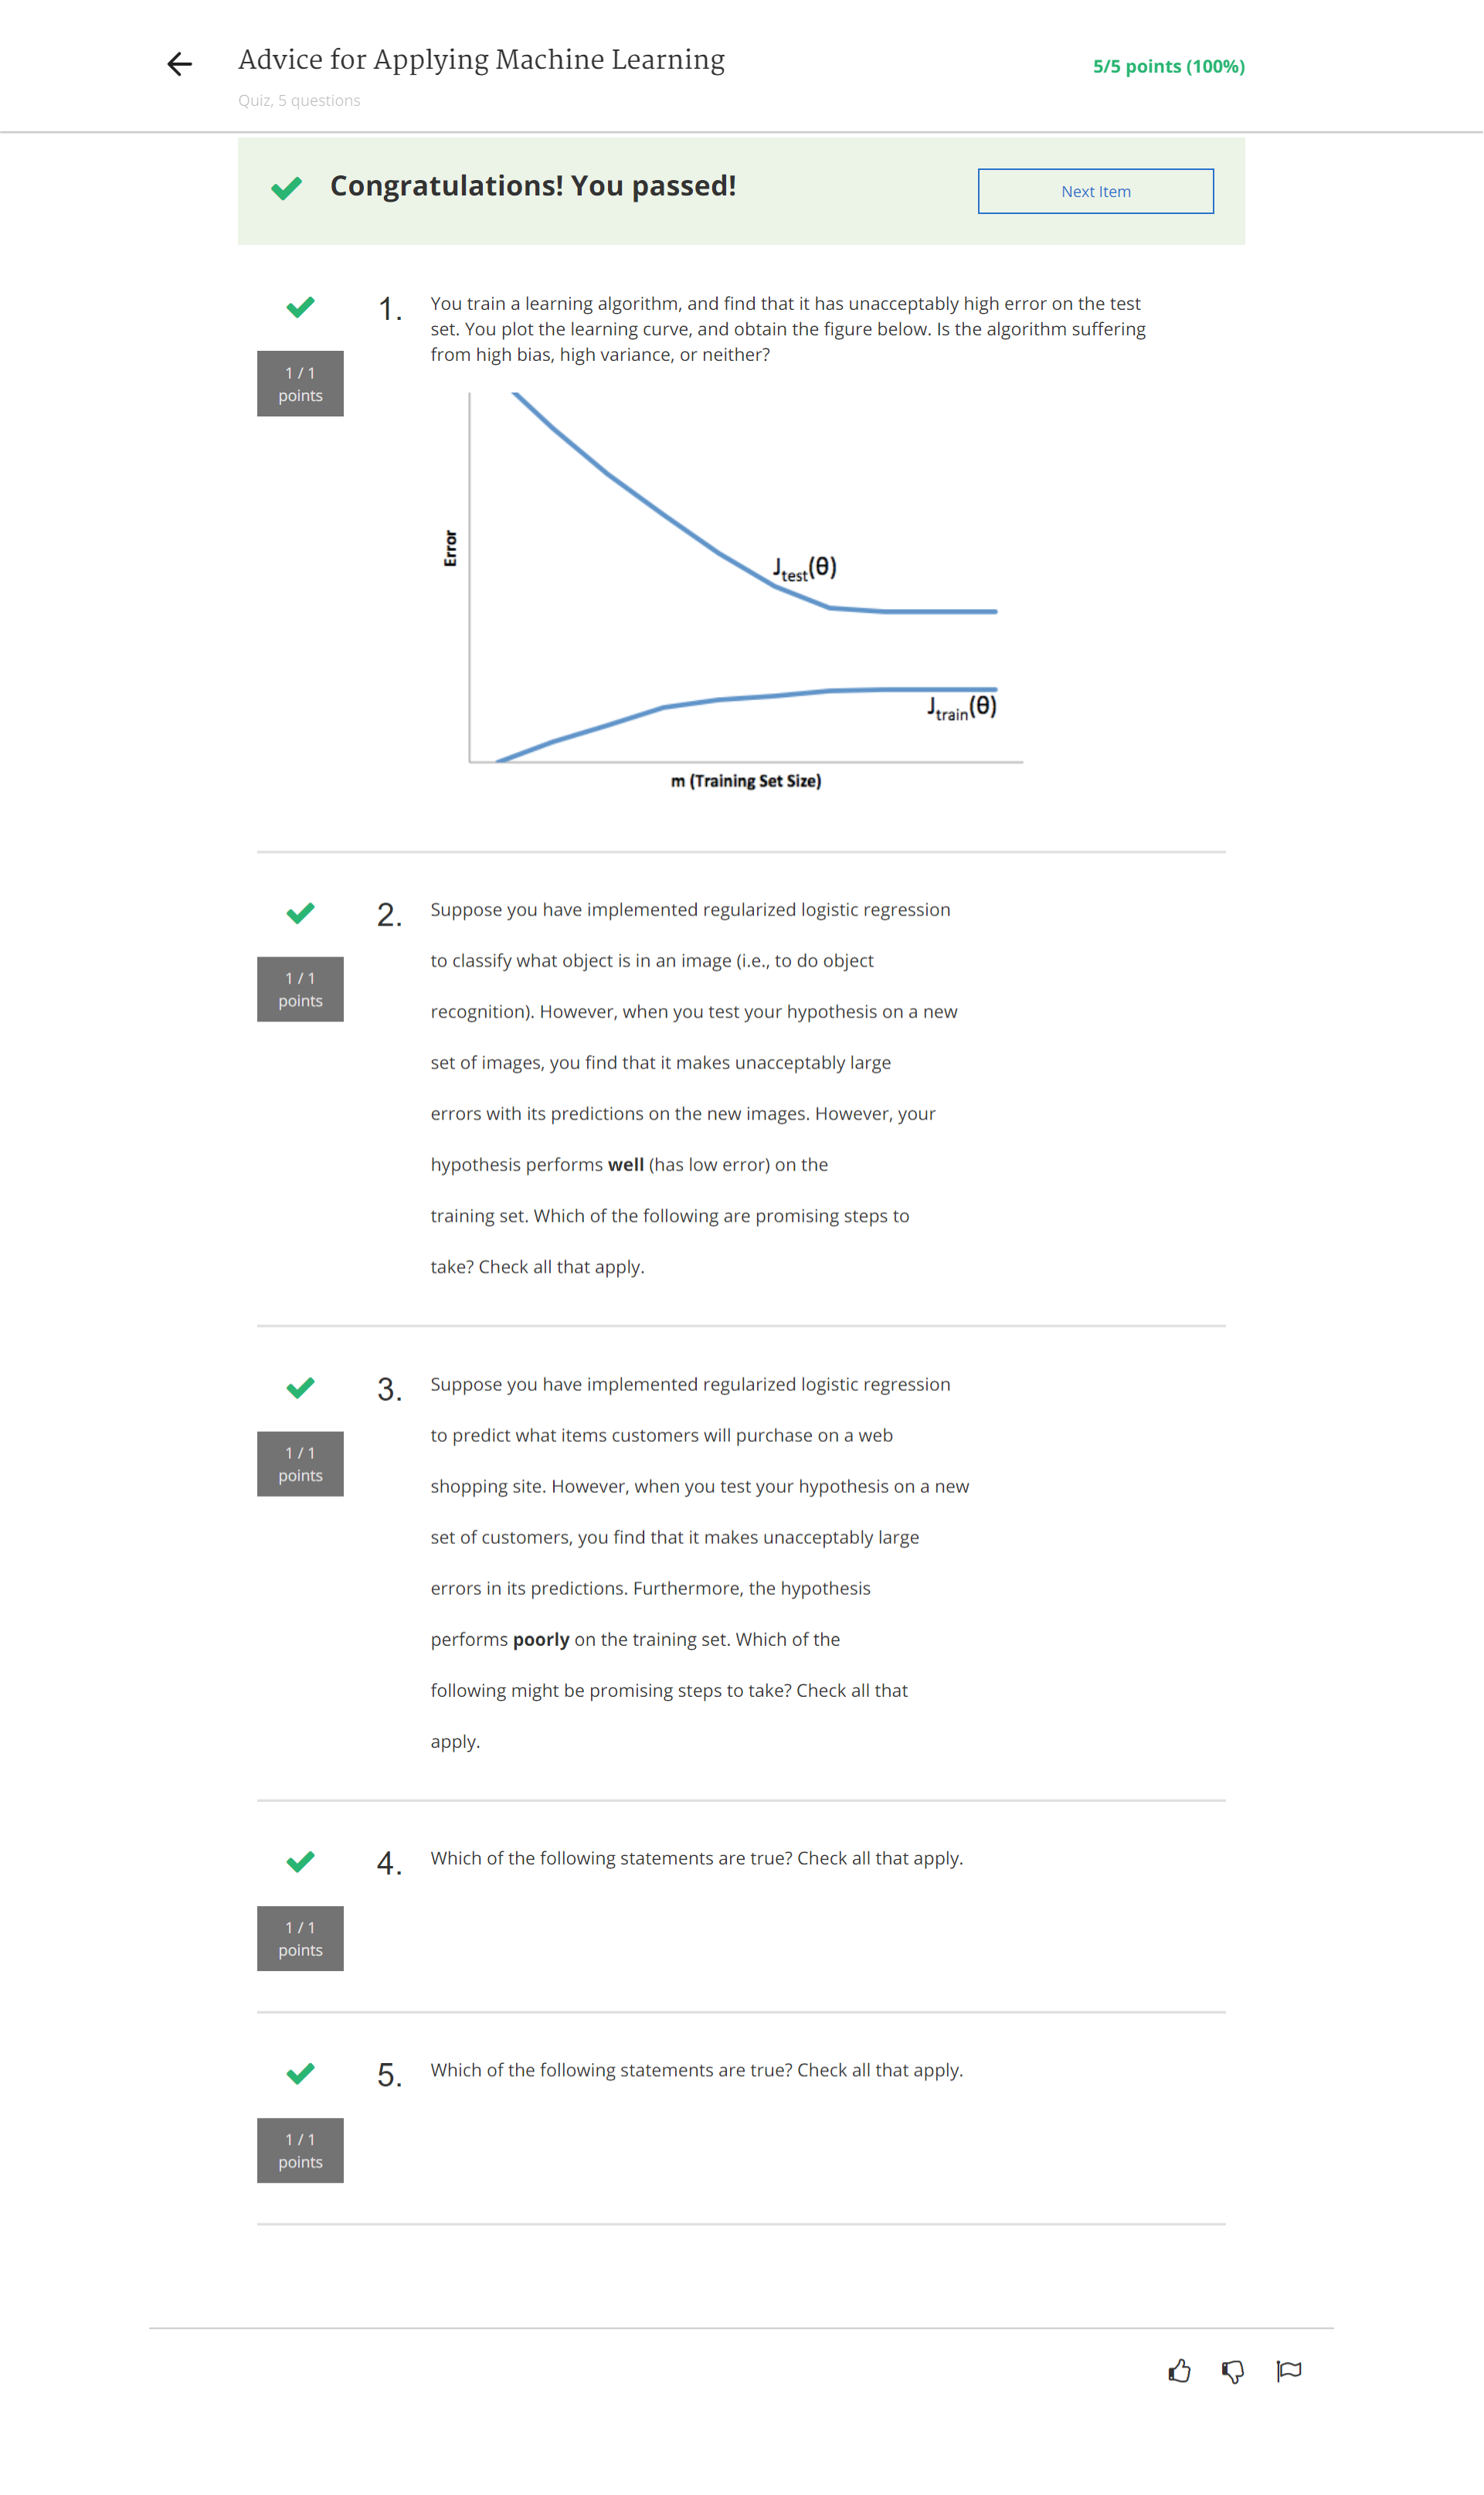 Advice for Applying Machine Learning
5/5 points (100%)
Quiz, 5 questions
Congratulations! You passed!
Next Item
1.
You train a learning algorithm, and find that it has unacceptably high error on the test
set. You plot the learning curve, and obtain the figure below. Is the algorithm suffering
from high bias, high variance, or neither?
1 / 1
points
Error
Jtest(θ)
Jtrain(θ)
m (Training Set Size)
2.
Suppose you have implemented regularized logistic regression
to classify what object is in an image (i.e., to do object
recognition). However, when you test your hypothesis on a new
set of images, you find that it makes unacceptably large
errors with its predictions on the new images. However, your
hypothesis performs well (has low error) on the
training set. Which of the following are promising steps to
take? Check all that apply.
1 / 1
points
3.
Suppose you have implemented regularized logistic regression
to predict what items customers will purchase on a web
shopping site. However, when you test your hypothesis on a new
set of customers, you find that it makes unacceptably large
errors in its predictions. Furthermore, the hypothesis
performs poorly on the training set. Which of the
following might be promising steps to take? Check all that
apply.
1 / 1
points
4.
Which of the following statements are true? Check all that apply.
1 / 1
points
5.
Which of the following statements are true? Check all that apply.
1 / 1
points